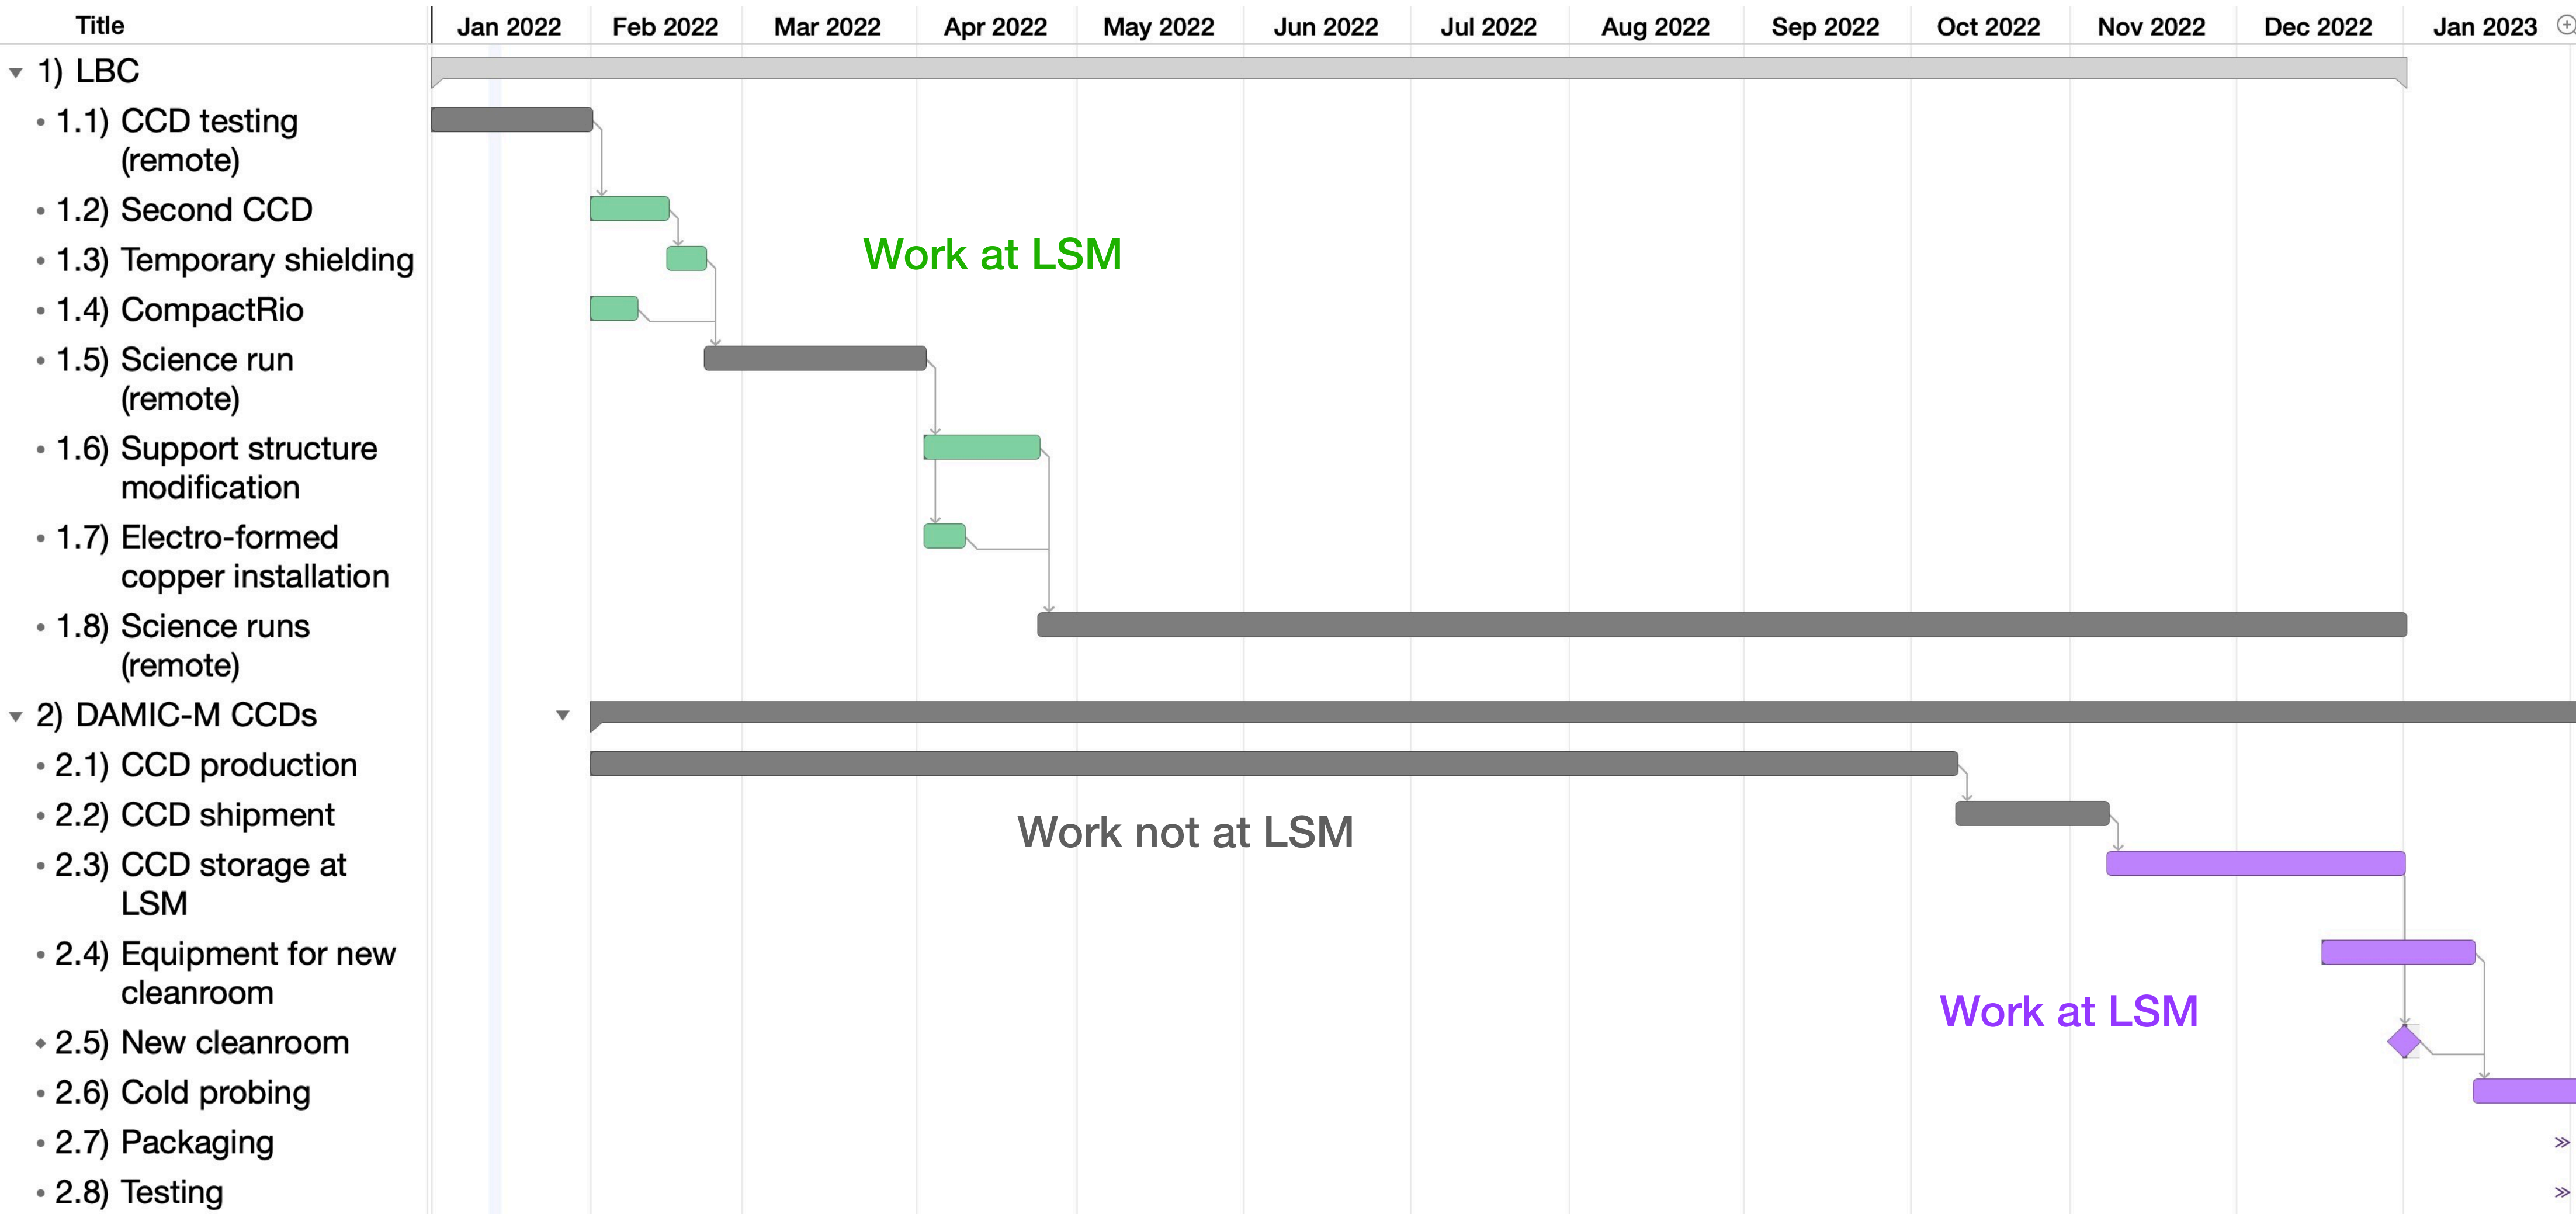 Title Jan 2022 Feb 2022 Mar 2022 Apr 2022 May 2022 Jun 2022 Jul 2022 Aug 2022 Sep 2022 Oct 2022 Nov 2022 Dec 2022 Jan 2023
1) LBC
1.1) CCD testing
(remote)
1.2) Second CCD
1.3) Temporary shielding
Work at LSM
1.4) CompactRio
1.5) Science run
(remote)
1.6) Support structure
modification
1.7) Electro-formed
copper installation
1.8) Science runs
(remote)
2) DAMIC-M CCDs
2.1) CCD production
2.2) CCD shipment
Work not at LSM
2.3) CCD storage at
LSM
2.4) Equipment for new
cleanroom
Work at LSM
2.5) New cleanroom
2.6) Cold probing
2.7) Packaging
2.8) Testing